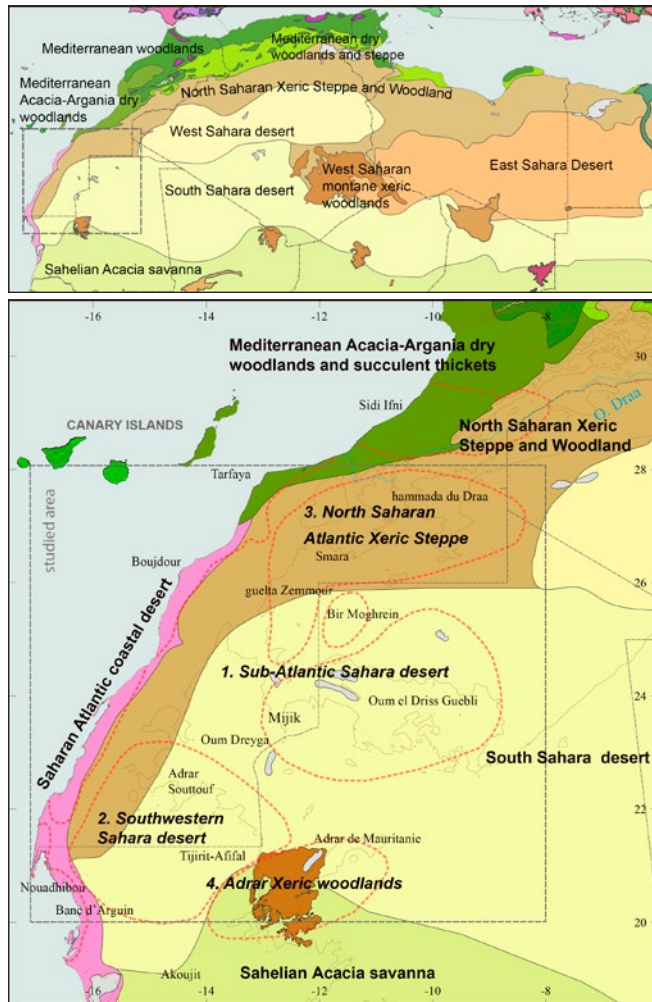 Mediterranean woodlands
Mediterranean dry
woodlands and steppe
Mediterranean
Acacia-Argania dry
woodlands
North Saharan Xeric Steppe and Woodland
West Sahara desert
South Sahara desert
West Saharan
montane xeric
woodlands
East Sahara Desert
Sahelian Acacia savanna
-16
-14
-12
-10
-8
Mediterranean Acacia-Argania dry
woodlands and succulent thickets
30
Sidi Ifni
O. Draa
CANARY ISLANDS
North Saharan Xeric
Steppe and Woodland
28
Tarfaya
studied area
hammada du Draa
3. North Saharan
Atlantic Xeric Steppe
Boujdour
Smara
26
guelta Zemmour
Bir Moghrein
Saharan Atlantic coastal desert
1. Sub-Atlantic Sahara desert
24
Oum el Driss Guebli
Mijik
Oum Dreyga
South Sahara desert
Adrar
Souttouf
22
2. Southwestern
Sahara desert
Adrar de Mauritanie
Tijirit-Afifal
4. Adrar Xeric woodlands
Nouadhibou
Banc d'Arguin
20
Akoujit
Sahelian Acacia savanna
-16
-14
-12
-10
-8